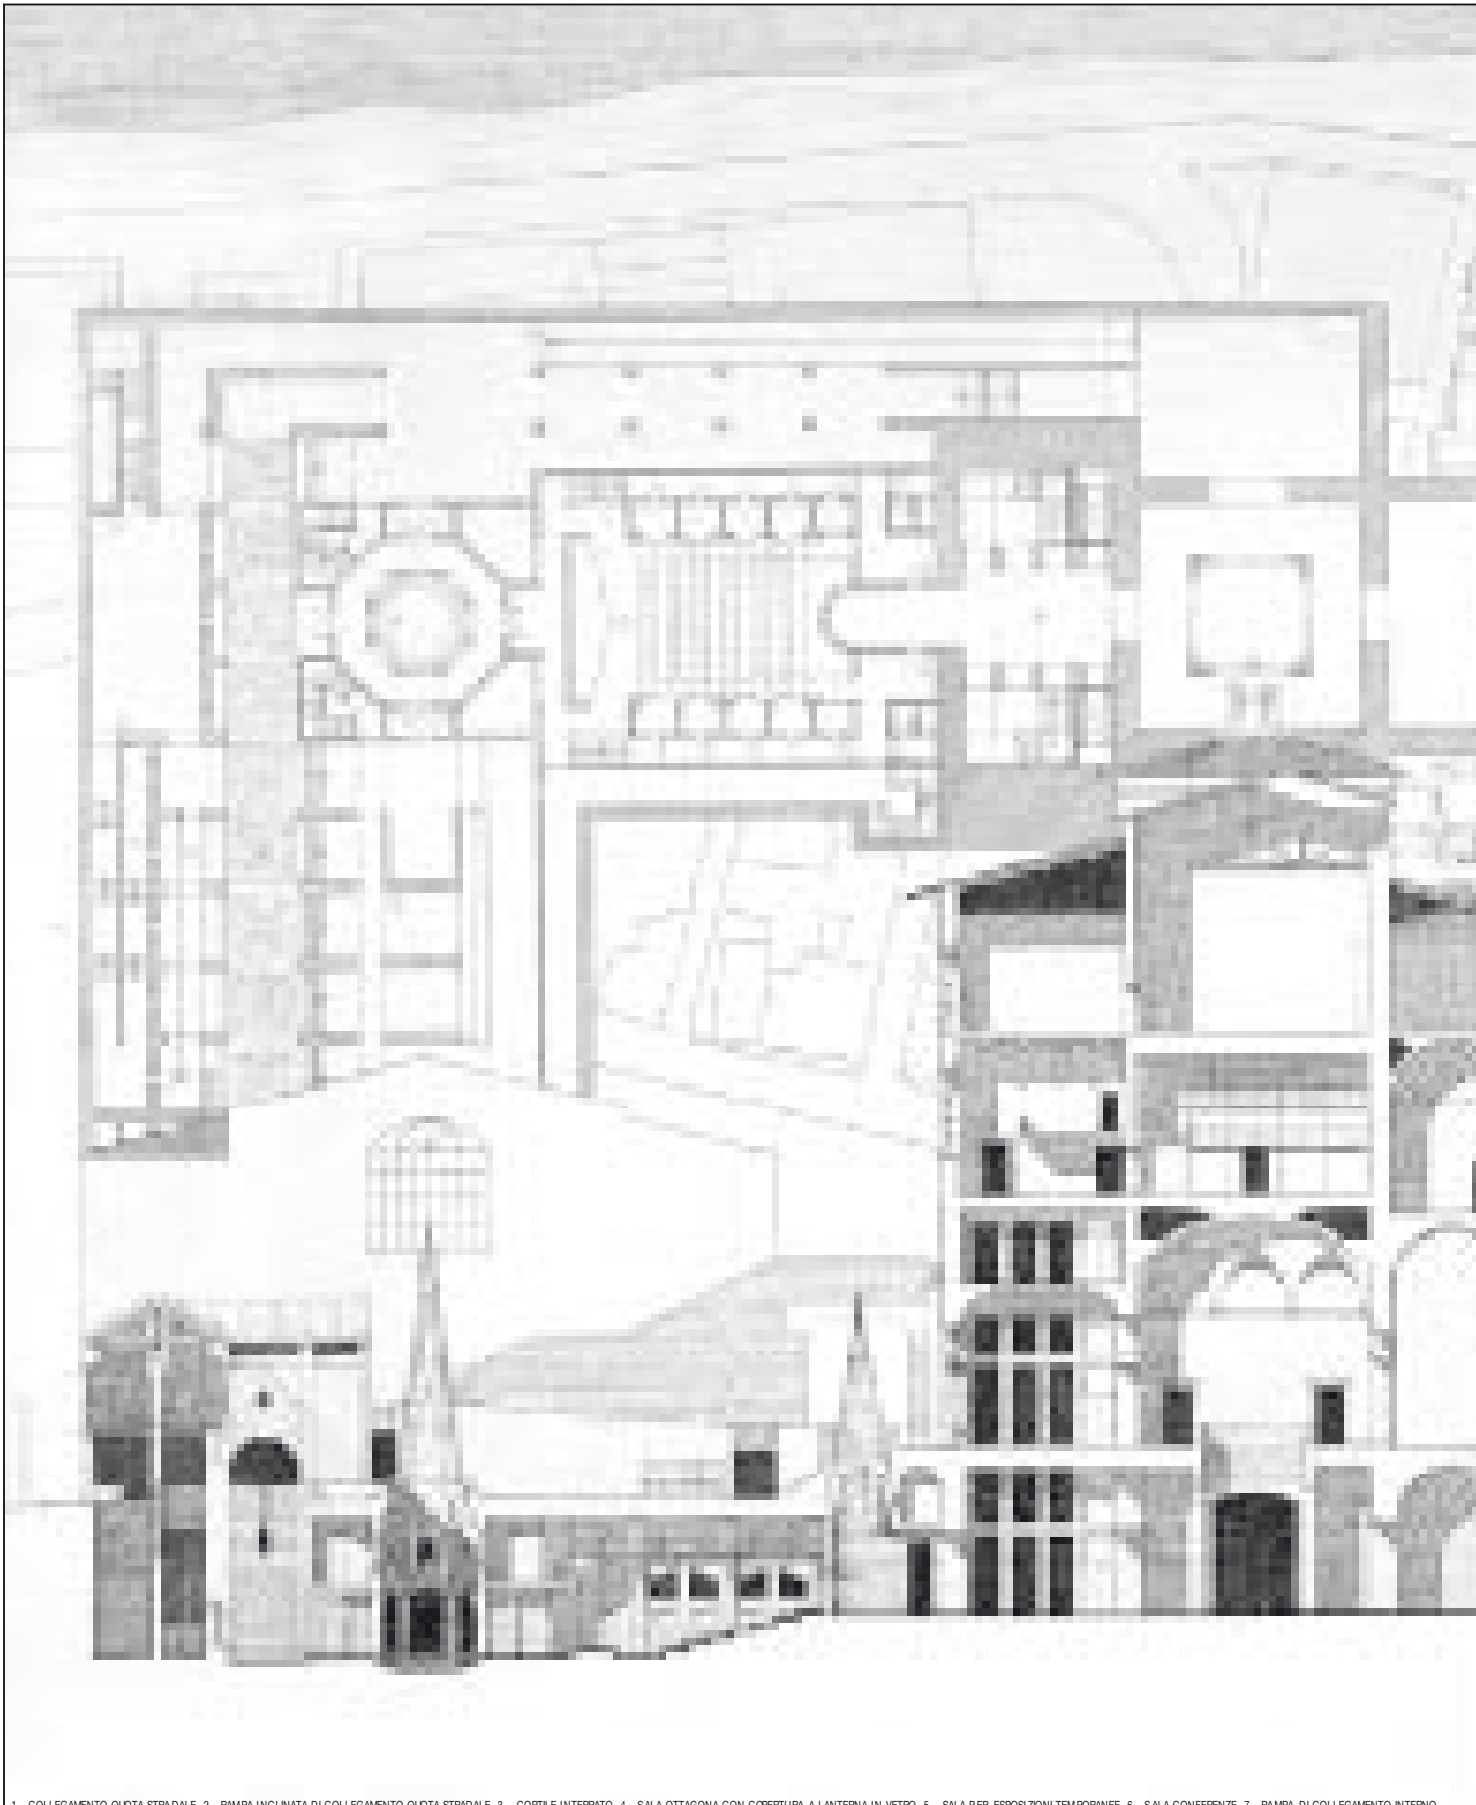 1 - COLLEGAMENTO QUOTA STRADALE 2 - RAMPA INCLINATA DI COLLEGAMENTO QUOTA STRADALE 3 - CORTILE INTERRATO 4 - SALA OTTAGONA CON COPERTURA A LANTERNA IN VETRO 5 - SALA PER ESPOSIZIONI TEMPORANEE 6 - SALA CONFERENZE 7 - RAMPA DI COLLEGAMENTO INTERNO